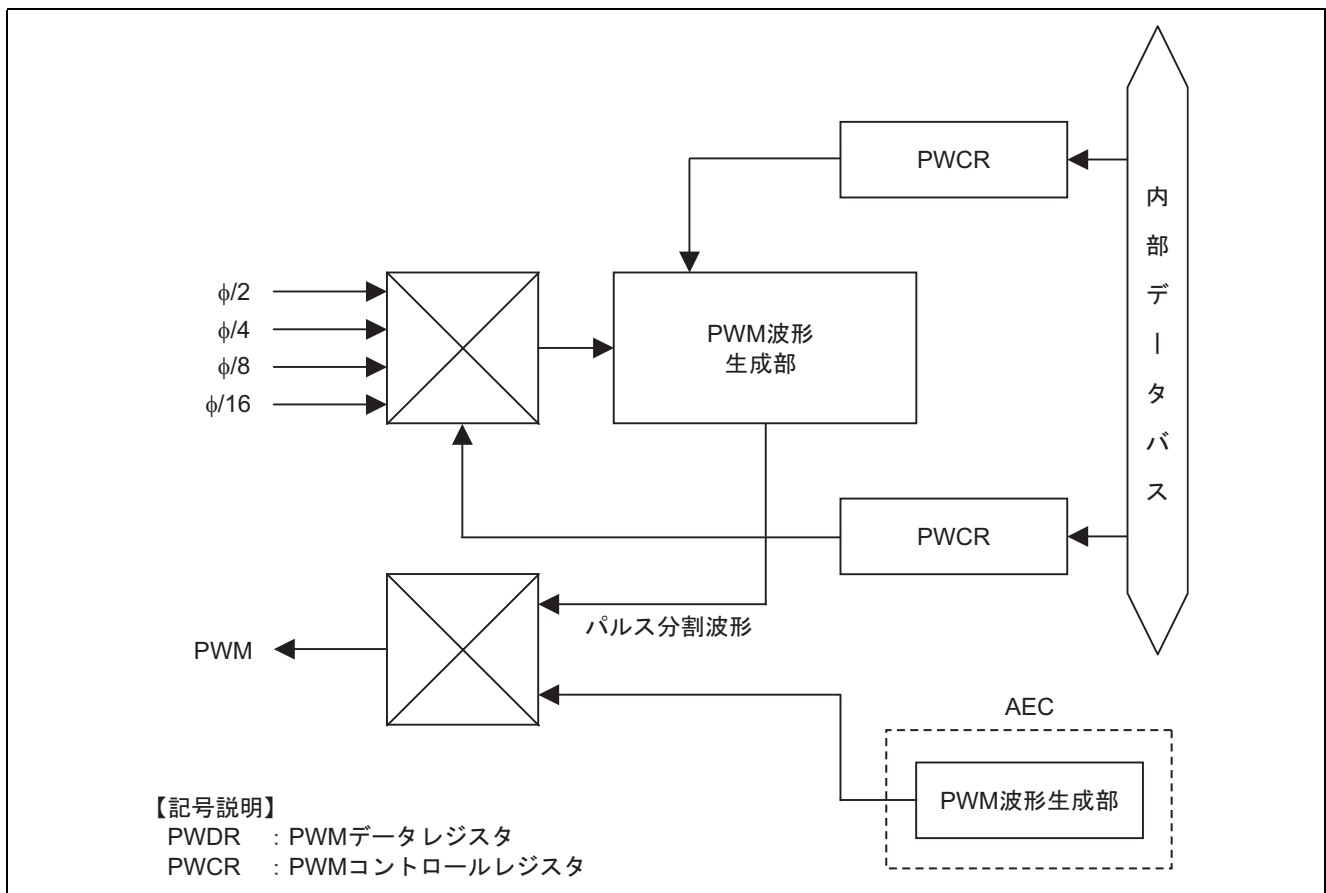 PWCR
内部データバス
φ/2
φ/4
φ/8
φ/16
PWM波形
生成部
PWCR
パルス分割波形
PWM
AEC
PWM波形生成部
【記号説明】
PWDR : PWMデータレジスタ
PWCR : PWMコントロールレジスタ